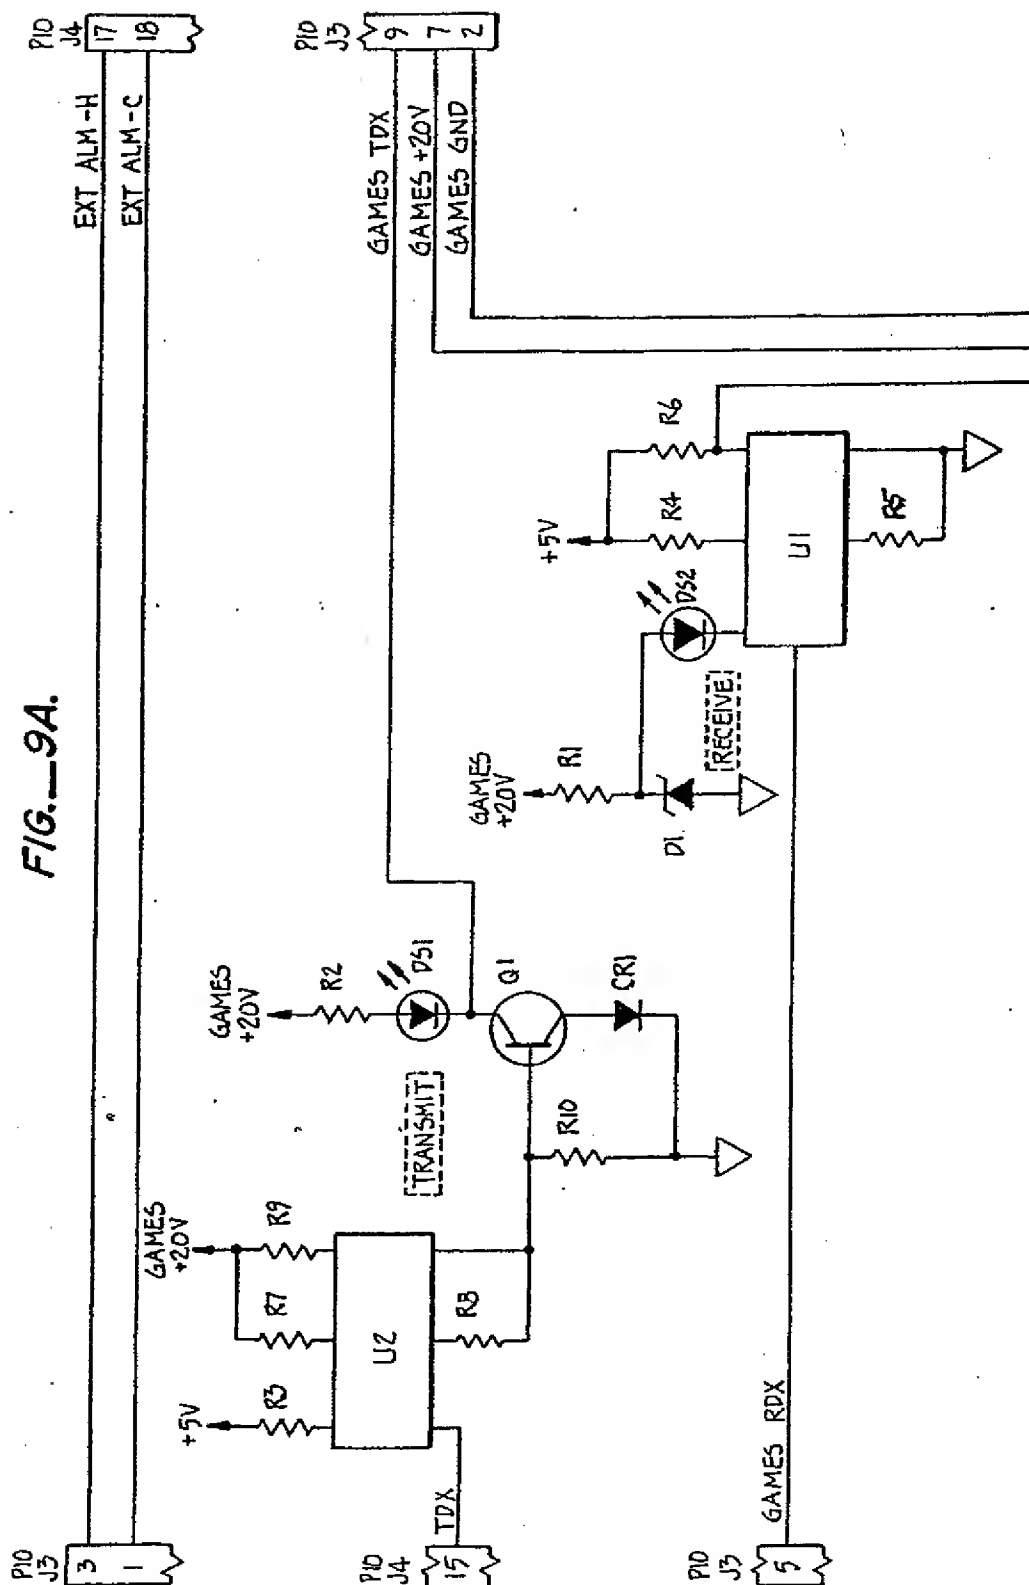 FIG._9A.
P10
J3
3
1
EXT ALM-H
EXT ALM-C
P10
J4
17
18
P10
J4
15
TDX
+5V
R3
R7
R9
GAMES
+20V
U2
R8
TRANSMIT
R10
GAMES
+20V
R2
DS1
Q1
CR1
GAMES TDX
GAMES +20V
GAMES GND
P10
J3
9
7
2
P10
J3
5
GAMES RDX
GAMES
+20V
R1
D1.
RECEIVE
DS2
+5V
R4
R6
U1
R5